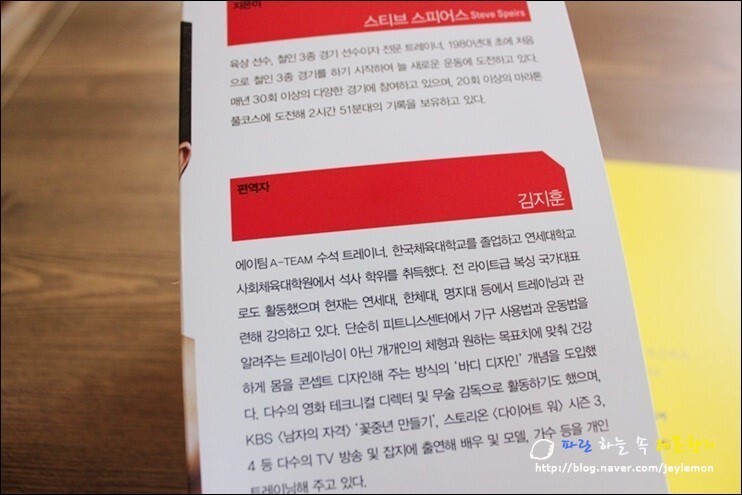 지은이
스티브 스피어스 Steve Speirs
육상 선수, 철인 3종 경기 선수이자 전문 트레이너. 1980년대 초에 처음
으로 철인 3종 경기를 하기 시작하여 늘 새로운 운동에 도전하고 있다.
매년 30회 이상의 다양한 경기에 참여하고 있으며, 20회 이상의 마라톤
풀코스에 도전해 2시간 51분대의 기록을 보유하고 있다.
편역자
김지훈
에이팀 A-TEAM 수석 트레이너. 한국체육대학교를 졸업하고 연세대학교
사회체육대학원에서 석사 학위를 취득했다. 전 라이트급 복싱 국가대표
로도 활동했으며 현재는 연세대, 한체대, 명지대 등에서 트레이닝과 관
련해 강의하고 있다. 단순히 피트니스센터에서 기구 사용법과 운동법을
알려주는 트레이닝이 아닌 개개인의 체형과 원하는 목표치에 맞춰 건강
하게 몸을 콘셉트 디자인해 주는 방식의 '바디 디자인' 개념을 도입했
다. 다수의 영화 테크니컬 디렉터 및 무술 감독으로 활동하기도 했으며,
KBS <남자의 자격> '꽃중년 만들기', 스토리온 <다이어트 워> 시즌 3,
4 등 다수의 TV 방송 및 잡지에 출연해 배우 및 모델, 가수 등을 개인
트레이닝해 주고 있다.
파란 하늘 속
http://blog.naver.com/jeylemon